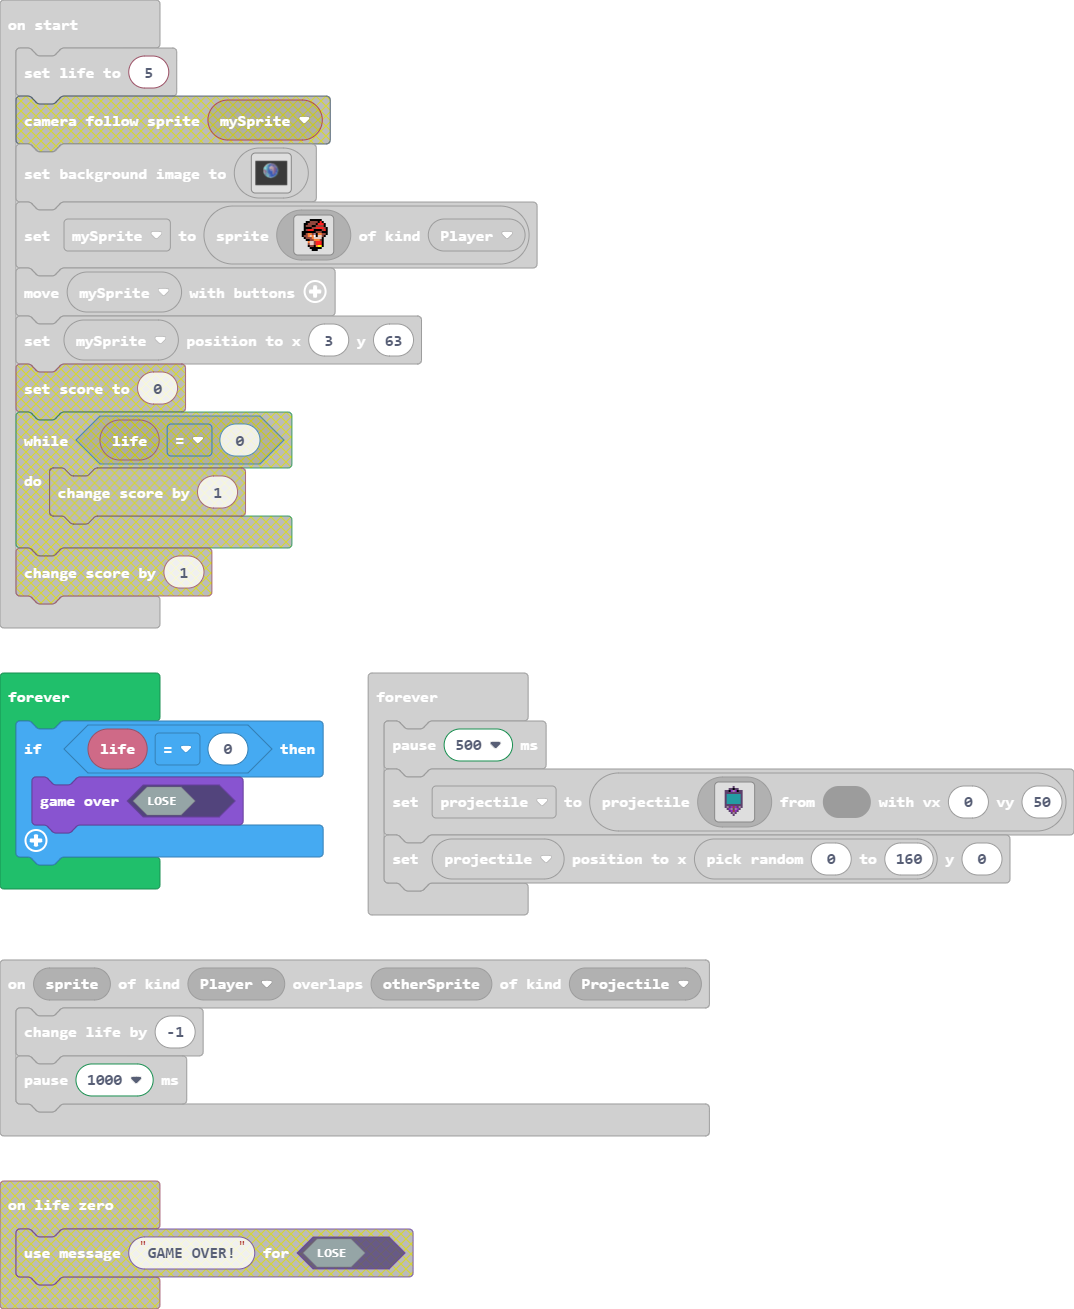 on start
set life to 5
camera follow sprite mySprite
set background image to
set mySprite to sprite of kind Player
move mySprite with buttons
set mySprite position to x 3 y 63
set score to 0
while life = 0
do
change score by 1
change score by 1
forever
if life = 0 then
game over LOSE
forever
pause 500 ms
set projectile to projectile from with vx 0 vy 50
set projectile position to x pick random 0 to 160 y 0
on sprite of kind Player overlaps otherSprite of kind Projectile
change life by -1
pause 1000 ms
on life zero
use message "GAME OVER!" for LOSE